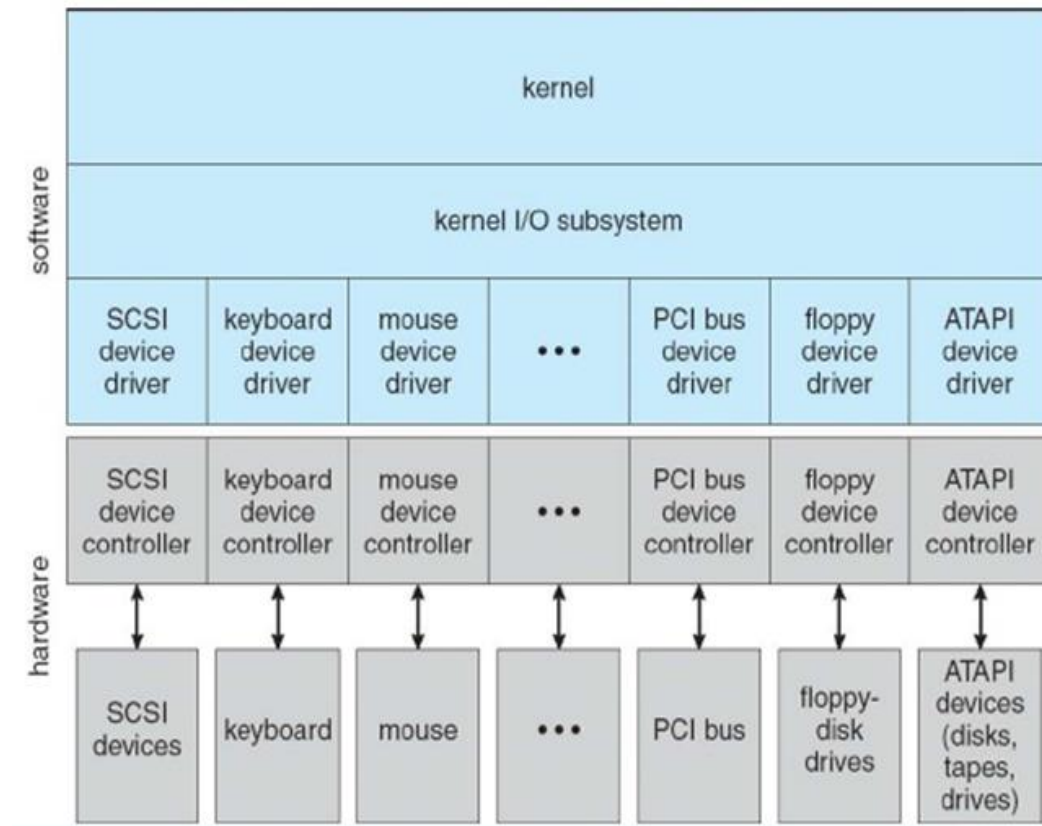 software
kernel
kernel I/O subsystem
SCSI
device
driver
keyboard
device
driver
mouse
device
driver
•••
PCI bus
device
driver
floppy
device
driver
ATAPI
device
driver
hardware
SCSI
device
controller
keyboard
device
controller
mouse
device
controller
•••
PCI bus
device
controller
floppy
device
controller
ATAPI
device
controller
SCSI
devices
keyboard
mouse
•••
PCI bus
floppy-
disk
drives
ATAPI
devices
(disks,
tapes,
drives)